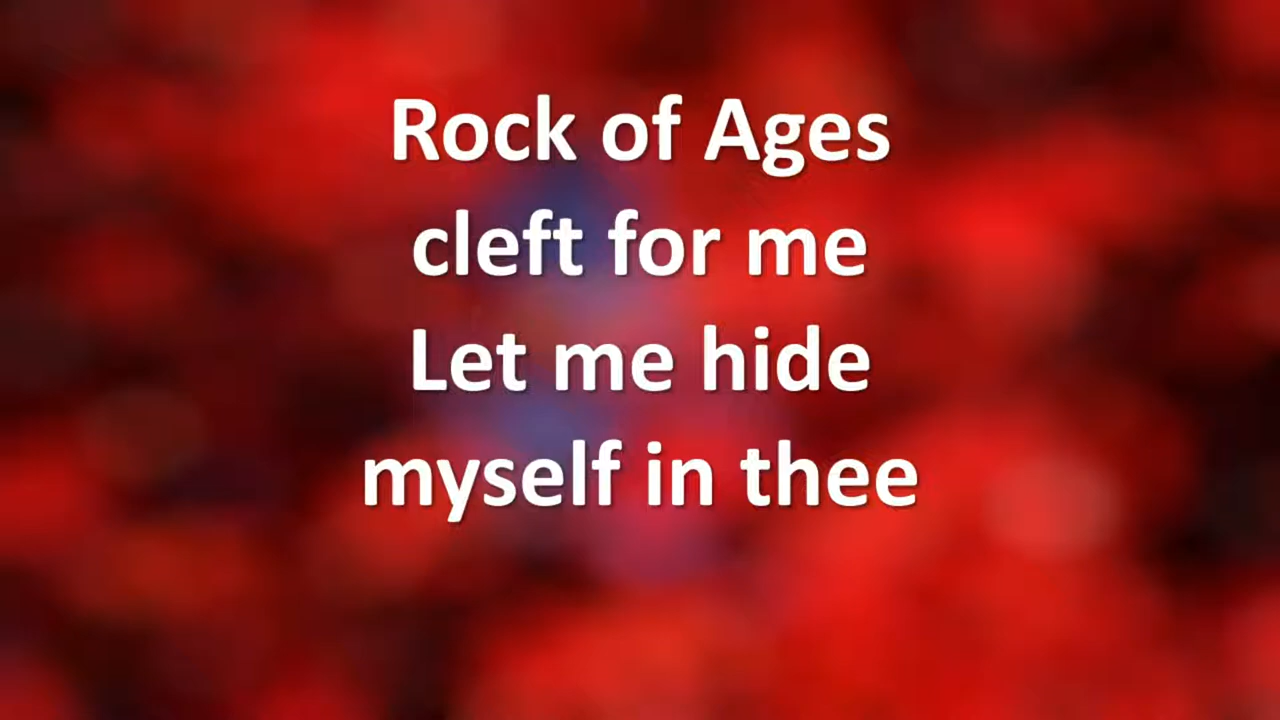 Rock of Ages
cleft for me
Let me hide
myself in thee